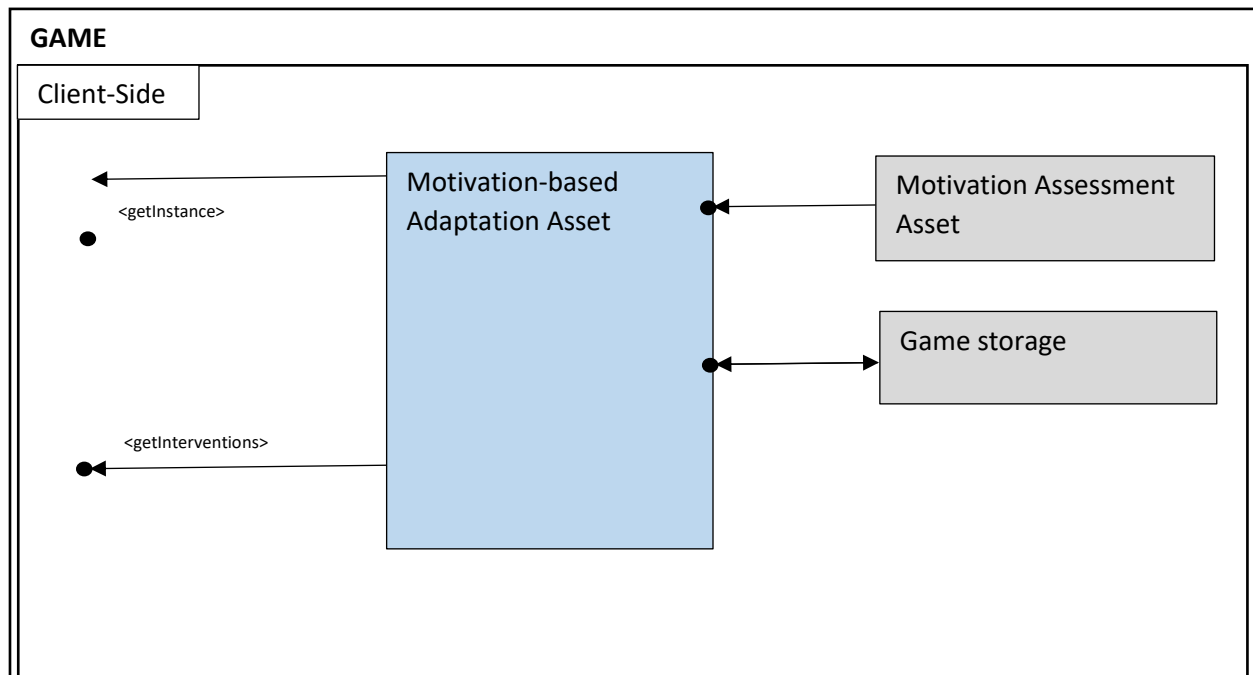 GAME
Client-Side
Motivation-based
Adaptation Asset
Motivation Assessment
Asset
<getInstance>
Game storage
<getInterventions>